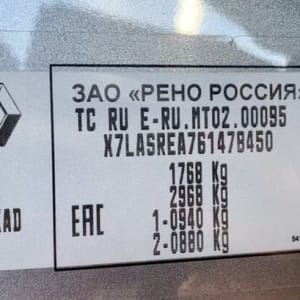 ЗАО «РЕНО РОССИЯ»
TC RU E-RU.MT02.00095
X7LASREA76147B450
1768 Kg
2968 Kg
1-0940 Kg
2-0880 Kg
EAC